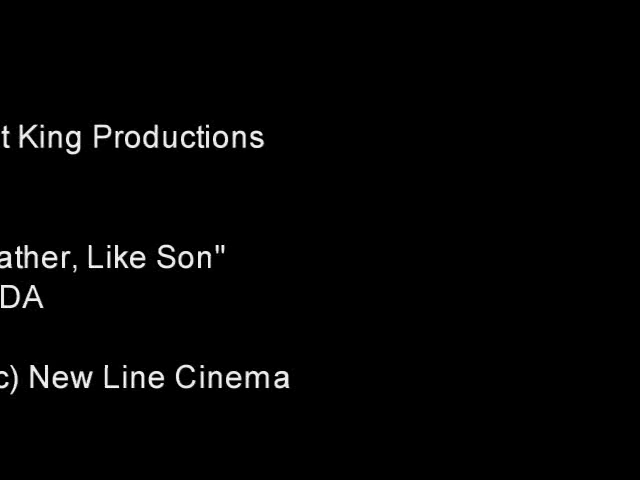 t King Productions
ather, Like Son"
DA
c) New Line Cinema